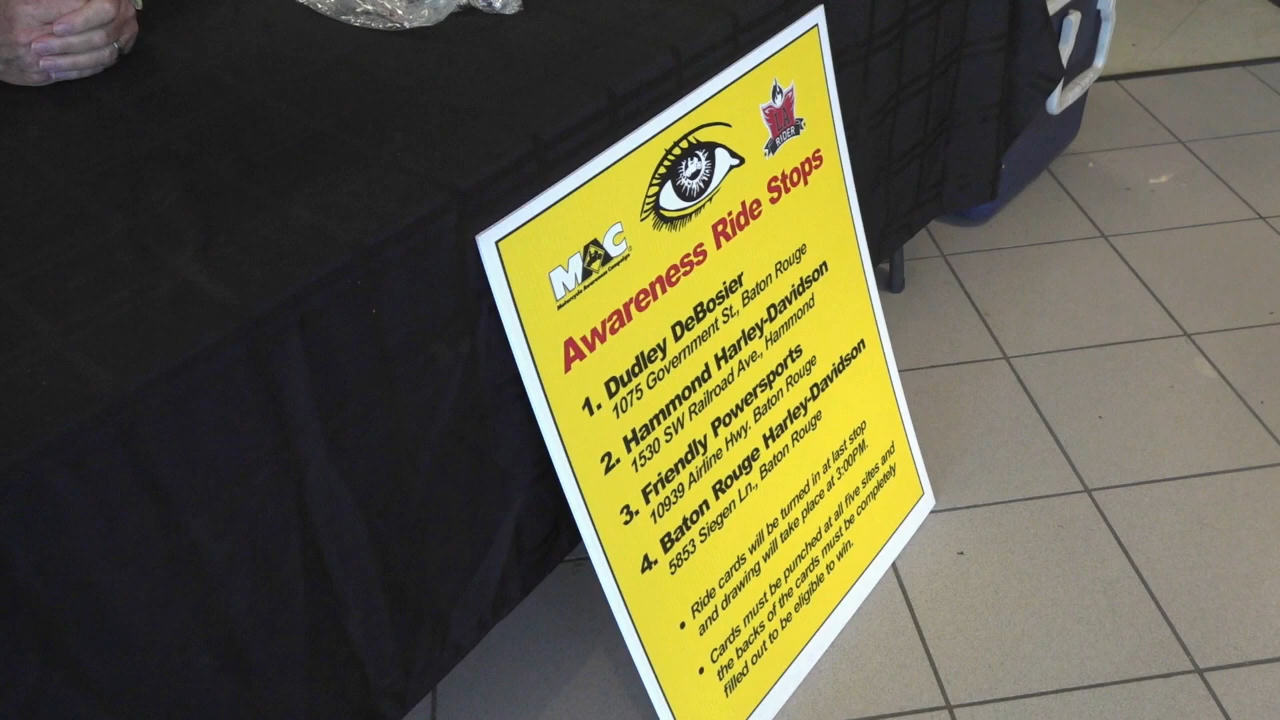 LA
RIDER
MAC
Motorcycle Awareness Campaign
Awareness Ride Stops
1. Dudley DeBosier
1075 Government St., Baton Rouge
2. Hammond Harley-Davidson
1530 SW Railroad Ave., Hammond
3. Friendly Powersports
10939 Airline Hwy. Baton Rouge
4. Baton Rouge Harley-Davidson
5853 Siegen Ln., Baton Rouge
• Ride cards will be turned in at last stop
and drawing will take place at 3:00PM.
• Cards must be punched at all five sites and
the backs of the cards must be completely
filled out to be eligible to win.